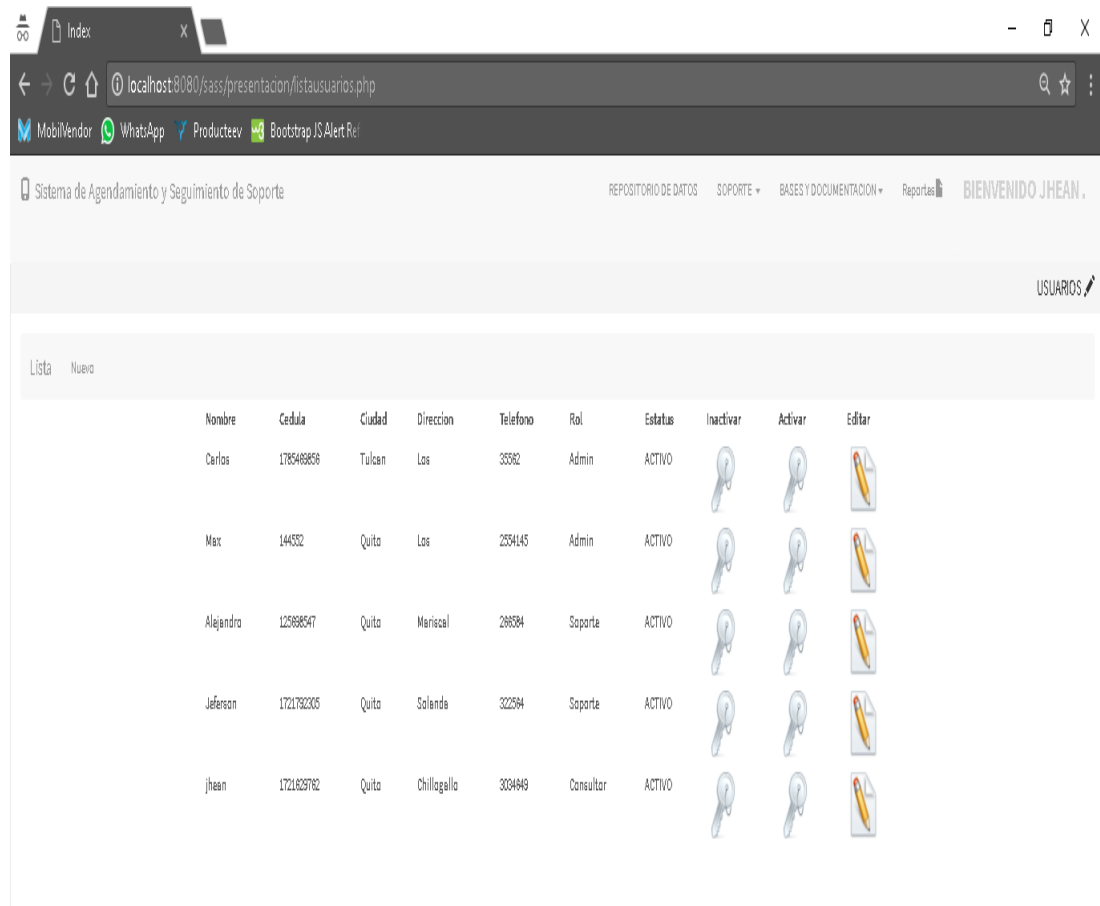 Index
localhost:8080/sass/presentacion/listausuarios.php
MobilVendor WhatsApp Producteev Bootstrap JS Alert Ref
Sistema de Agendamiento y Seguimiento de Soporte REPOSITORIO DE DATOS SOPORTE BASES Y DOCUMENTACION Reportes BIENVENIDO JHEAN .
USUARIOS
Lista Nuevo
Nombre Cedula Ciudad Direccion Telefono Rol Estatus Inactivar Activar Editar
Carlos 1785469856 Tulcan Los 35562 Admin ACTIVO
Max 144552 Quito Los 2554145 Admin ACTIVO
Alejandro 125698547 Quito Mariscal 266584 Soporte ACTIVO
Jeferson 1721792305 Quito Solanda 322564 Soporte ACTIVO
jhean 1721629762 Quito Chillogallo 3034649 Consultor ACTIVO